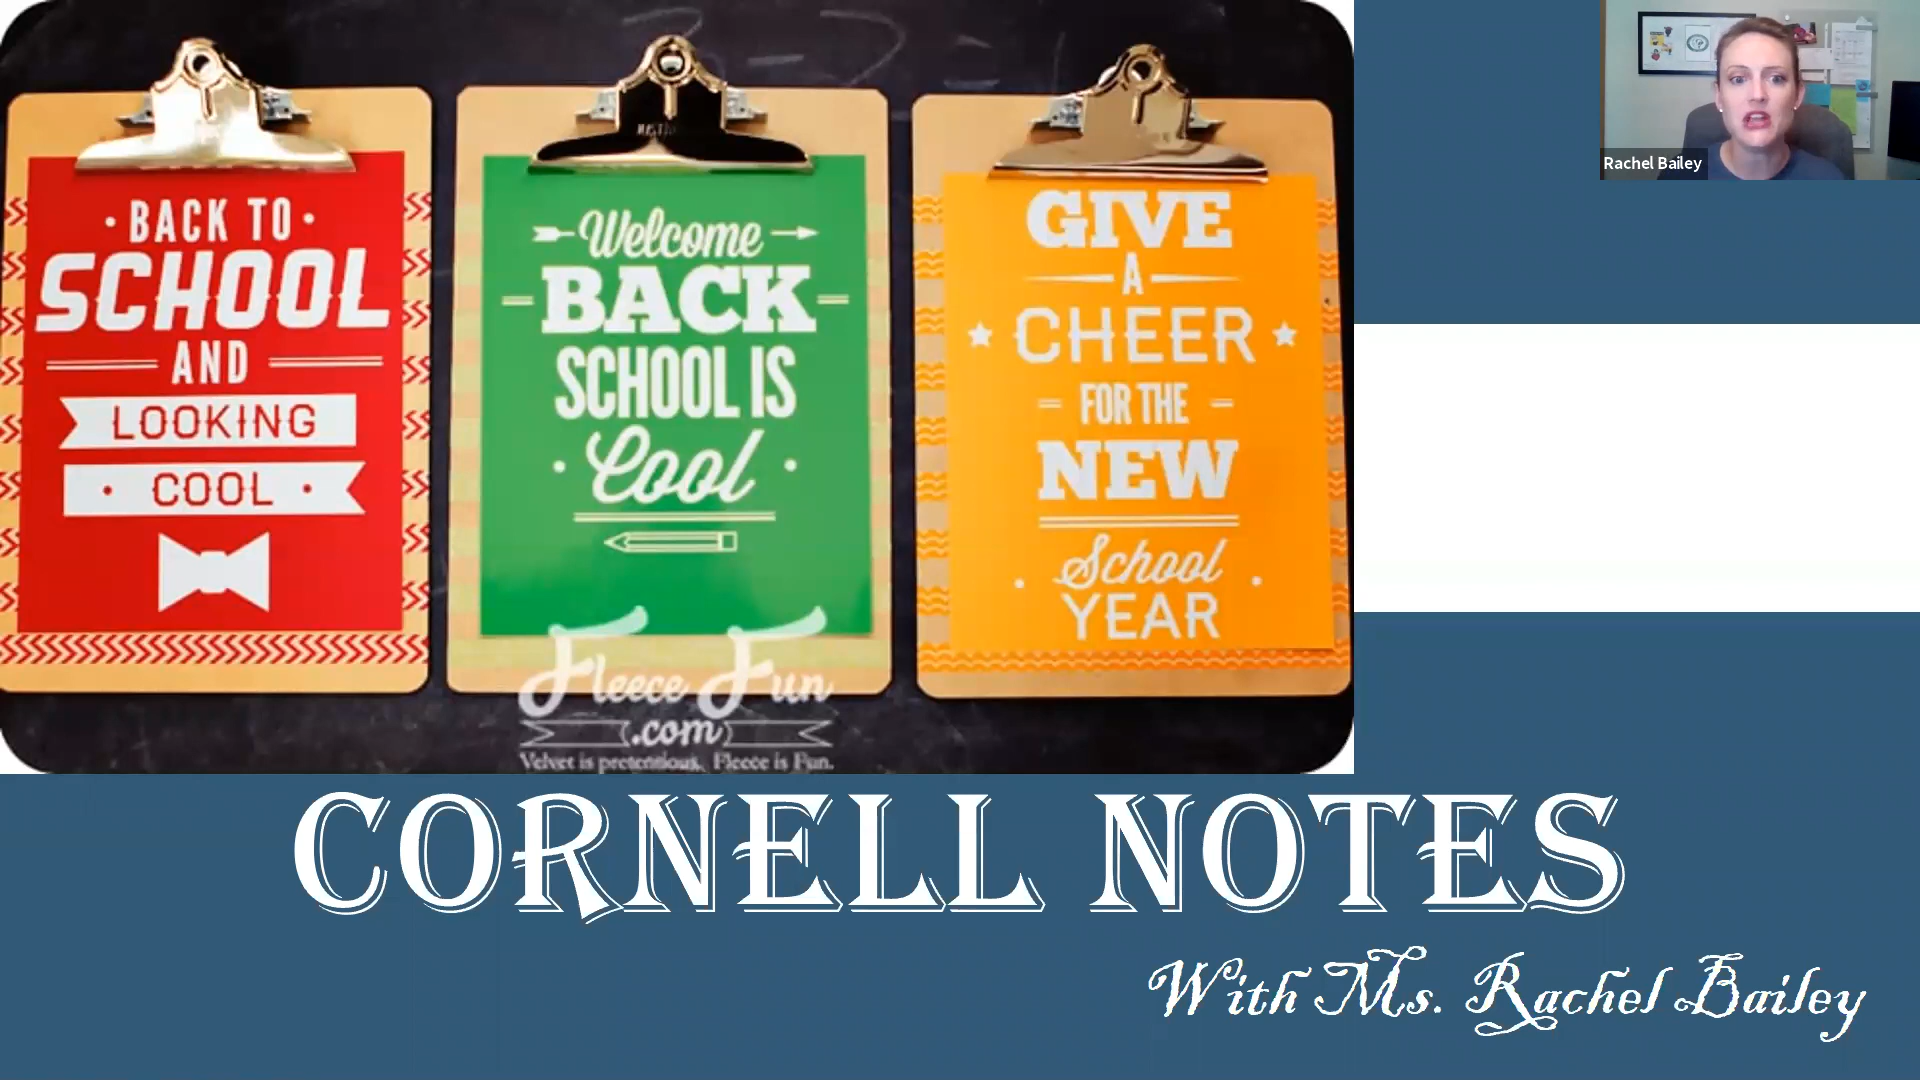 · BACK TO ·
SCHOOL
AND
LOOKING
· COOL ·
Welcome
BACK
SCHOOL IS
· Cool ·
GIVE
A
CHEER
FOR THE
NEW
School
YEAR
Fleece Fun
.com
Velvet is pretentious. Fleece is Fun.
Rachel Bailey
CORNELL NOTES
With Ms. Rachel Bailey